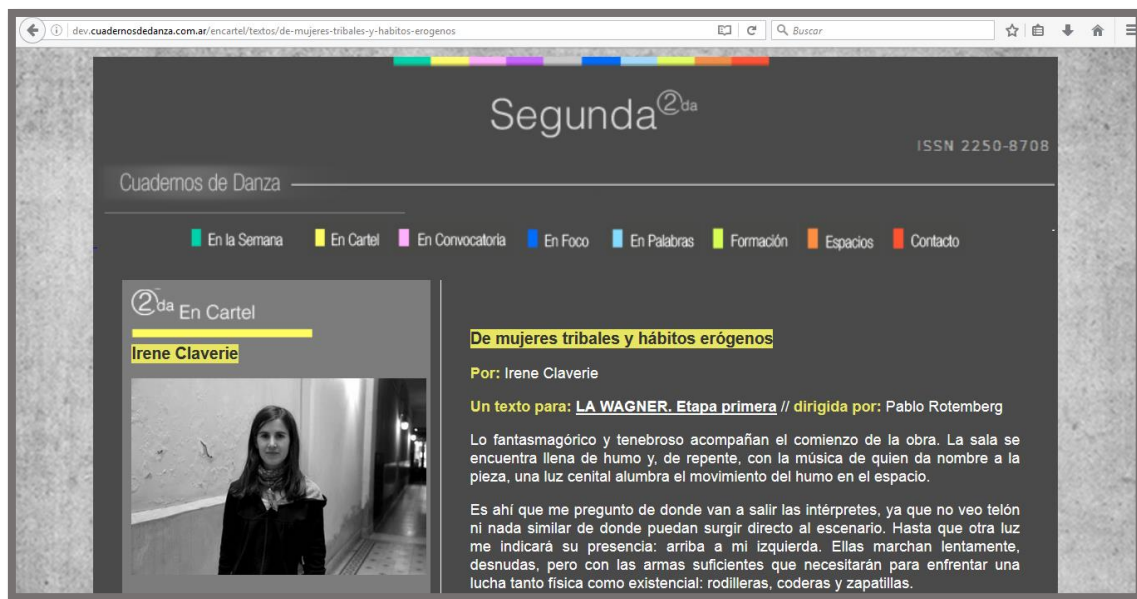 dev.cuadernosdedanza.com.ar/encartel/textos/de-mujeres-tribales-y-habitos-erogenos
Buscar
Segunda 2da
ISSN 2250-8708
Cuadernos de Danza
En la Semana En Cartel En Convocatoria En Foco En Palabras Formación Espacios Contacto
2da En Cartel
Irene Claverie
De mujeres tribales y hábitos erógenos
Por: Irene Claverie
Un texto para: LA WAGNER. Etapa primera // dirigida por: Pablo Rotemberg
Lo fantasmagórico y tenebroso acompañan el comienzo de la obra. La sala se
encuentra llena de humo y, de repente, con la música de quien da nombre a la
pieza, una luz cenital alumbra el movimiento del humo en el espacio.
Es ahí que me pregunto de donde van a salir las intérpretes, ya que no veo telón
ni nada similar de donde puedan surgir directo al escenario. Hasta que otra luz
me indicará su presencia: arriba a mi izquierda. Ellas marchan lentamente,
desnudas, pero con las armas suficientes que necesitarán para enfrentar una
lucha tanto física como existencial: rodilleras, coderas y zapatillas.